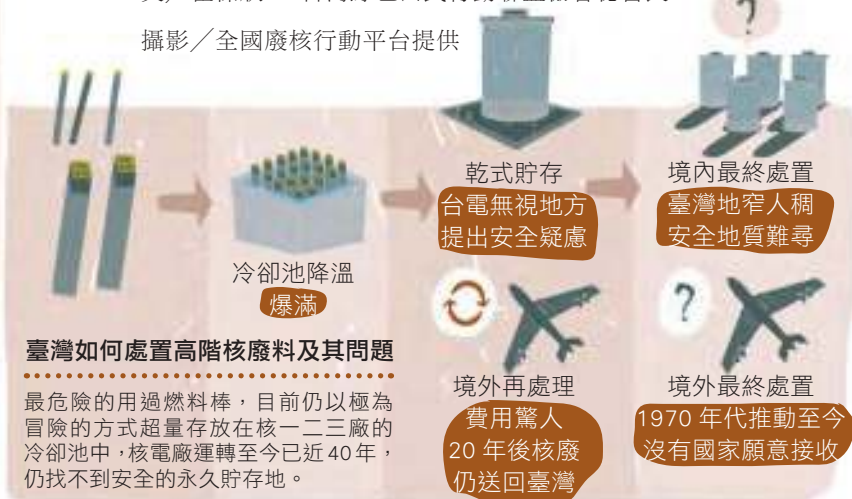 攝影／全國廢核行動平台提供
?
乾式貯存
台電無視地方
提出安全疑慮
境內最終處置
臺灣地窄人稠
安全地質難尋
冷卻池降溫
爆滿
?
臺灣如何處置高階核廢料及其問題
最危險的用過燃料棒，目前仍以極為
冒險的方式超量存放在核一二三廠的
冷卻池中，核電廠運轉至今已近40年，
仍找不到安全的永久貯存地。
境外再處理
費用驚人
20 年後核廢
仍送回臺灣
境外最終處置
1970 年代推動至今
沒有國家願意接收